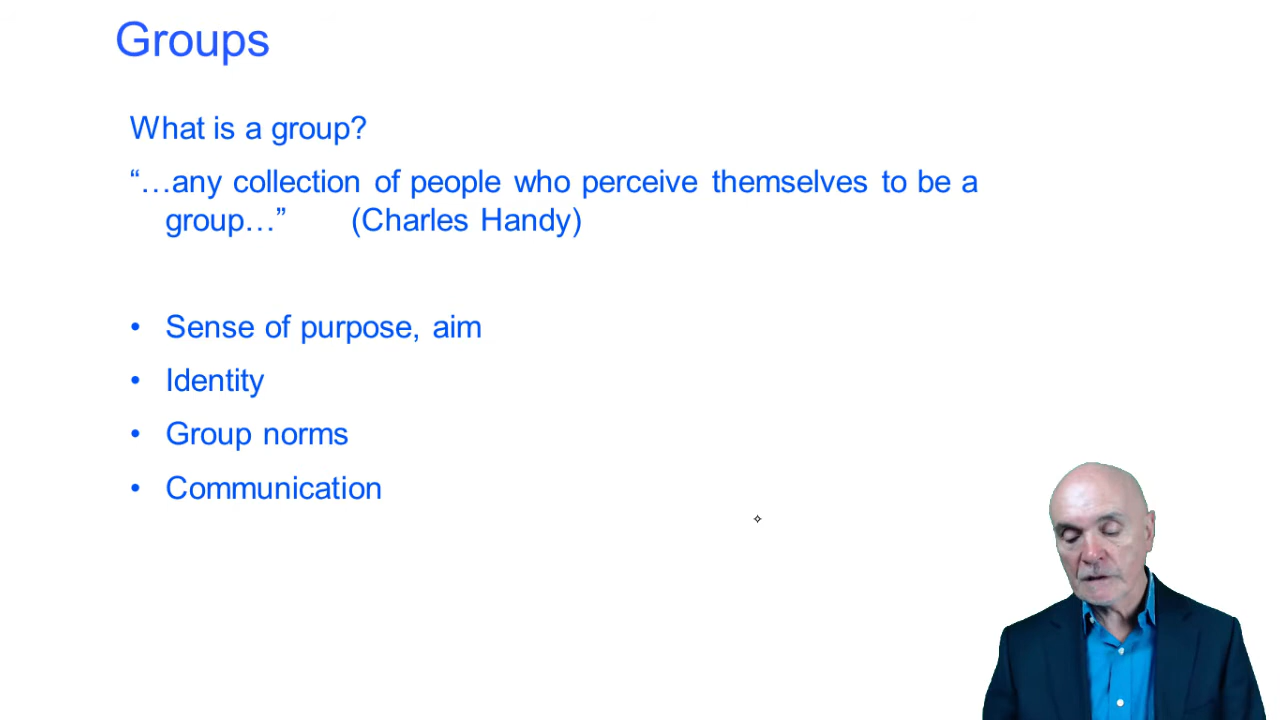 Groups
What is a group?
“…any collection of people who perceive themselves to be a
group…” (Charles Handy)
• Sense of purpose, aim
• Identity
• Group norms
• Communication